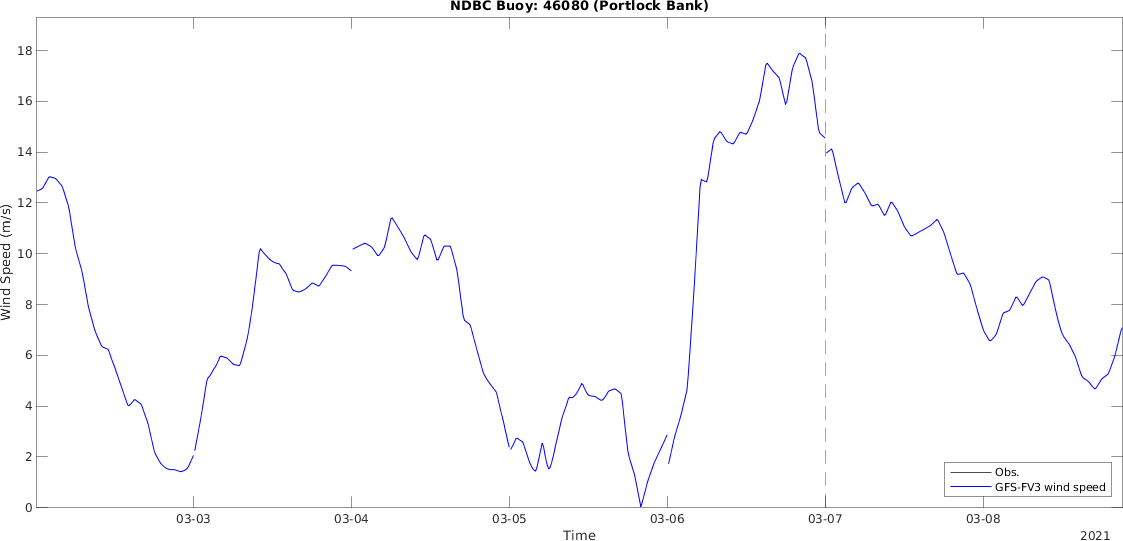 NDBC Buoy: 46080 (Portlock Bank)
Wind Speed (m/s)
18
16
14
12
10
8
6
4
2
0
Obs.
GFS-FV3 wind speed
03-03 03-04 03-05 03-06 03-07 03-08
Time
2021